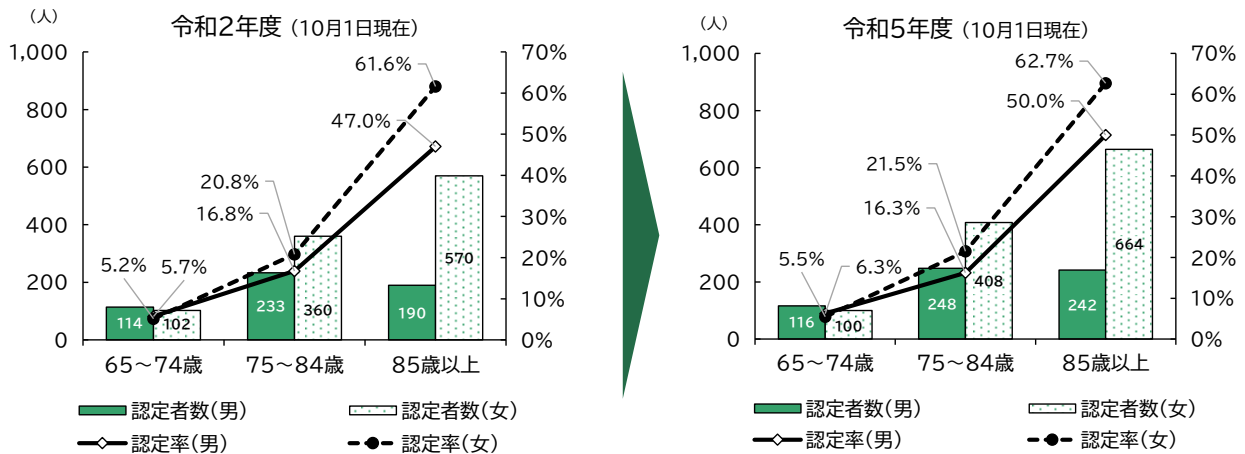 令和2年度 (10月1日現在)
(人)
1,000
800
600
400
200
0
70%
60%
50%
40%
30%
20%
10%
0%
61.6%
47.0%
20.8%
16.8%
5.2%
5.7%
114
102
233
360
190
570
65～74歳
75～84歳
85歳以上
認定者数(男)
認定者数(女)
認定率(男)
認定率(女)
令和5年度 (10月1日現在)
(人)
1,000
800
600
400
200
0
70%
60%
50%
40%
30%
20%
10%
0%
62.7%
50.0%
21.5%
16.3%
5.5%
6.3%
116
100
248
408
242
664
65～74歳
75～84歳
85歳以上
認定者数(男)
認定者数(女)
認定率(男)
認定率(女)